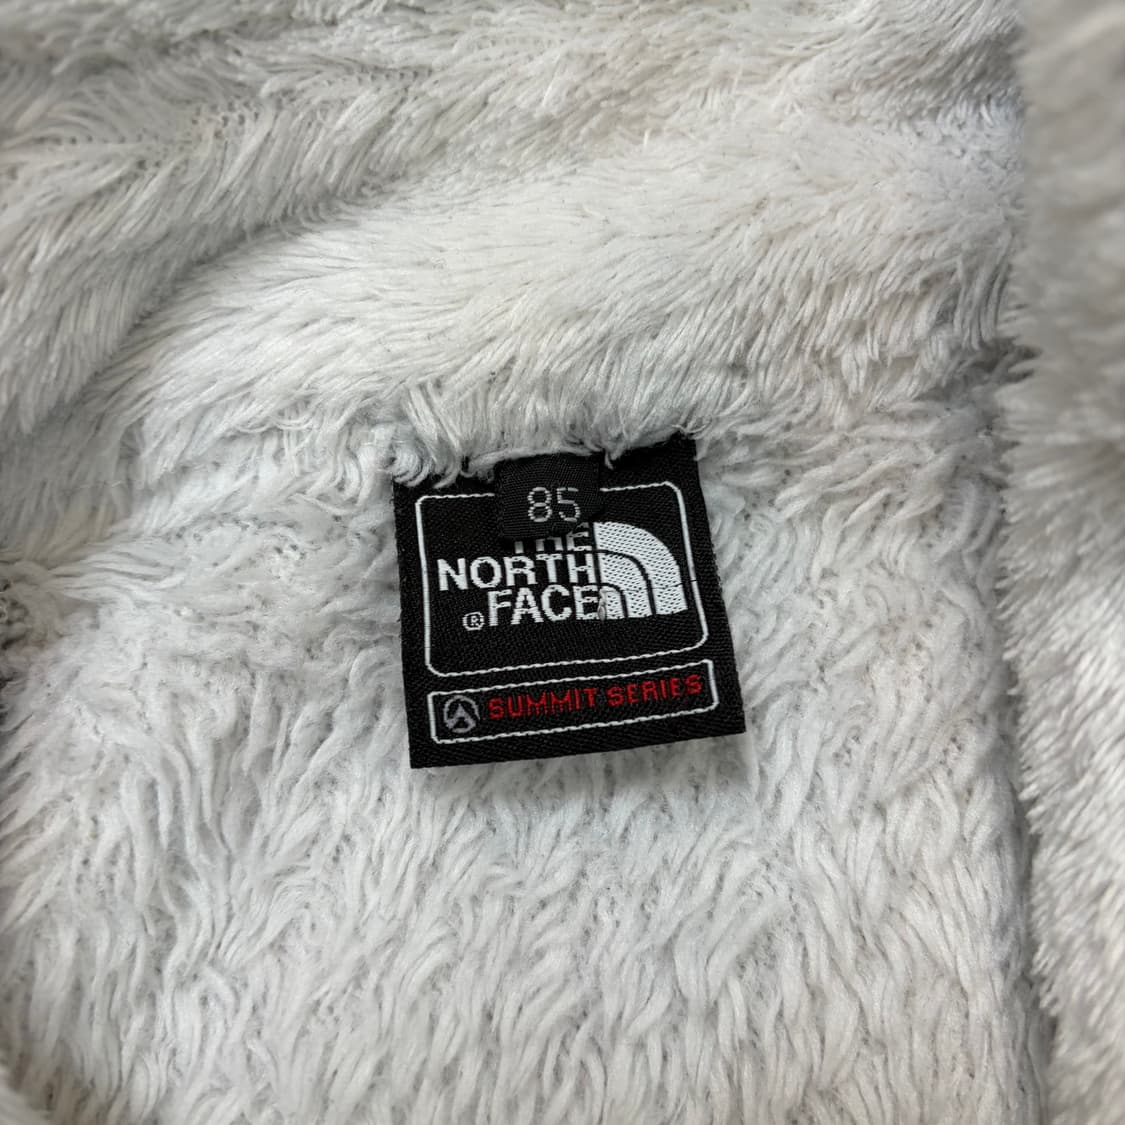 85
THE
NORTH
® FACE
SUMMIT SERIES